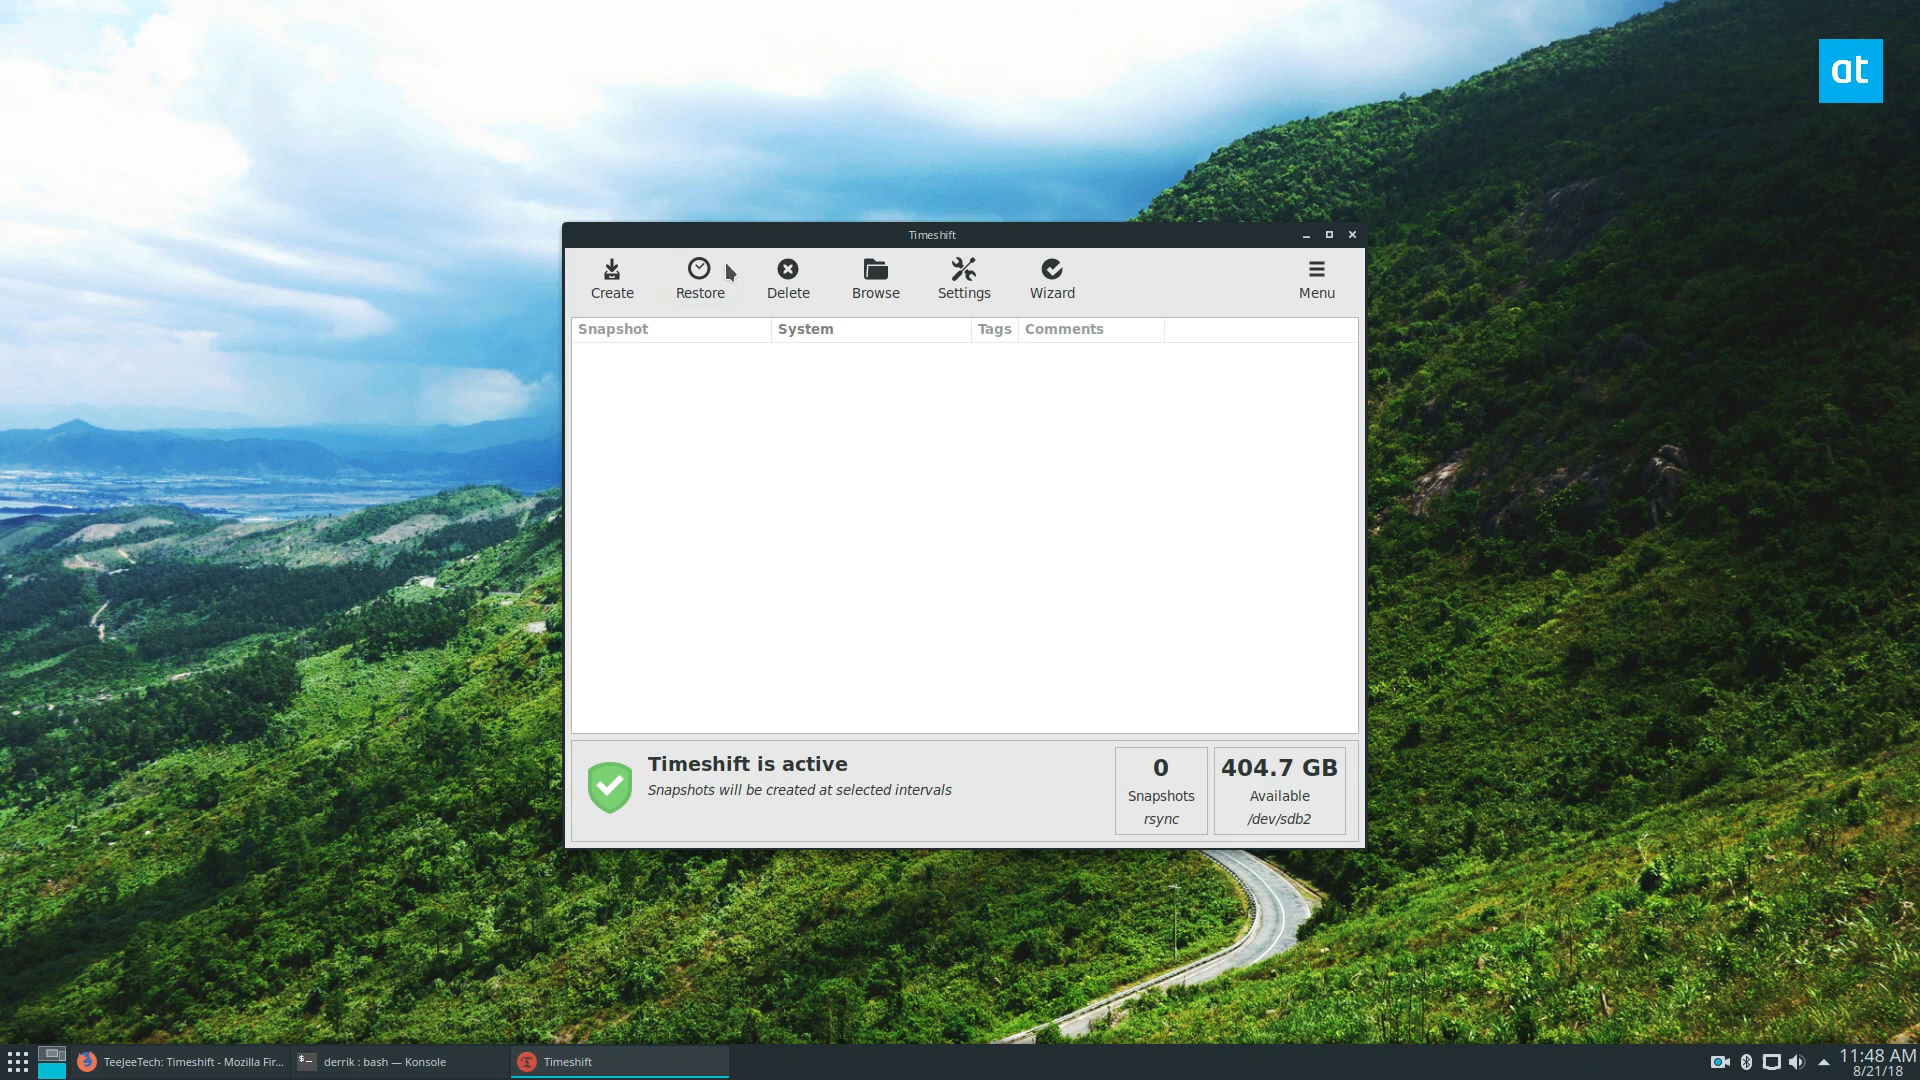 at
Timeshift
Create Restore Delete Browse Settings Wizard Menu
Snapshot System Tags Comments
Timeshift is active
Snapshots will be created at selected intervals
0
Snapshots
rsync
404.7 GB
Available
/dev/sdb2
TeeJeeTech: Timeshift - Mozilla Fir...
derrik : bash — Konsole
Timeshift
11:48 AM
8/21/18